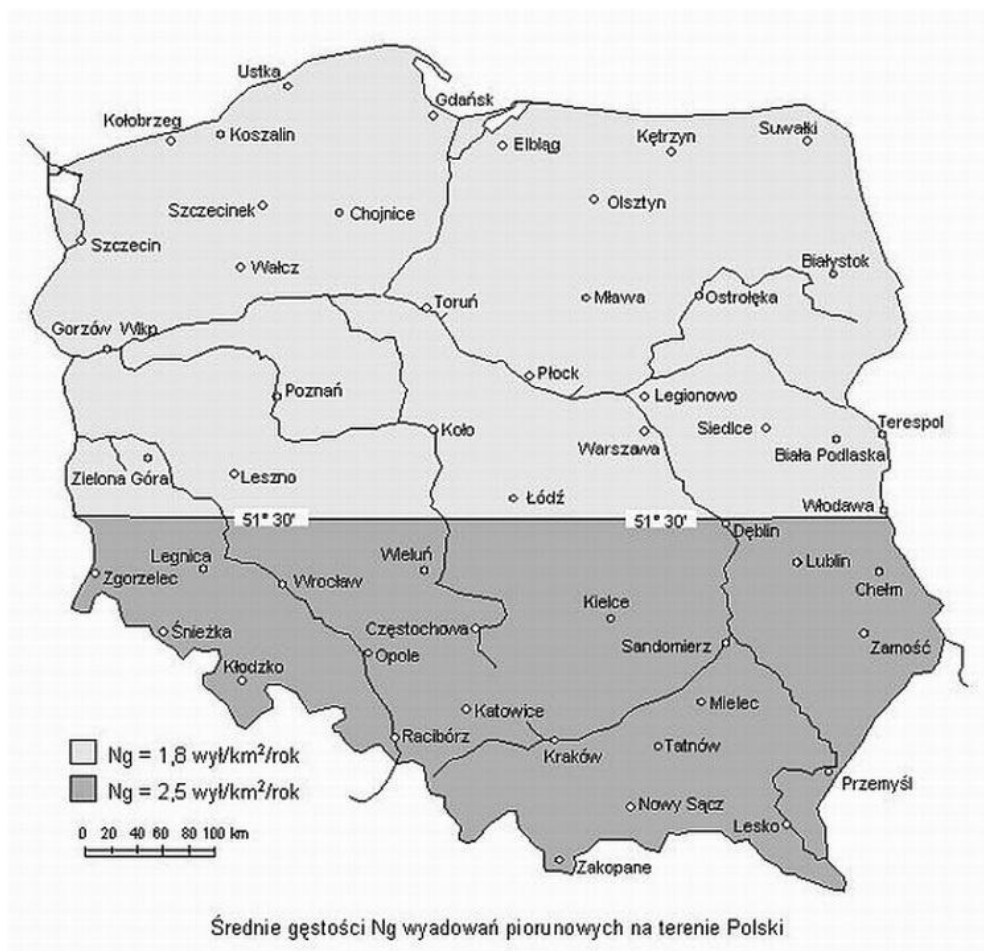 Ustka
Gdańsk
Kołobrzeg
Koszalin
Elbląg
Kętrzyn
Suwałki
Szczecinek
Chojnice
Olsztyn
Szczecin
Wałcz
Białystok
Toruń
Mława
Ostrołęka
Gorzów Wlkp
Płock
Poznań
Legionowo
Koło
Warszawa
Siedlce
Terespol
Biała Podlaska
Zielona Góra
Leszno
Łódź
Włodawa
51° 30'
51° 30'
Dęblin
Legnica
Wieluń
Lublin
Zgorzelec
Wrocław
Chełm
Kielce
Śnieżka
Częstochowa
Sandomierz
Zamość
Opole
Kłodzko
Katowice
Mielec
Racibórz
Kraków
Tatnów
Ng = 1,8 wył/km²/rok
Przemyśl
Ng = 2,5 wył/km²/rok
Nowy Sącz
Lesko
0 20 40 60 80 100 km
Zakopane
Średnie gęstości Ng wyadowań piorunowych na terenie Polski